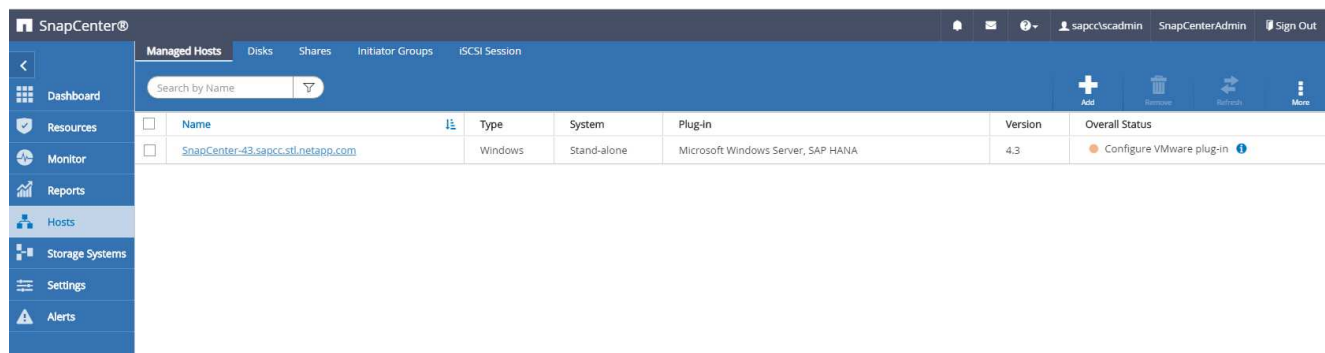 SnapCenter®
sapcc\scadmin SnapCenterAdmin Sign Out
Managed Hosts Disks Shares Initiator Groups iSCSI Session
Search by Name
Add Remove Refresh More
Dashboard
Resources
Monitor
Reports
Hosts
Storage Systems
Settings
Alerts
Name Type System Plug-in Version Overall Status
SnapCenter-43.sapcc.stl.netapp.com Windows Stand-alone Microsoft Windows Server, SAP HANA 4.3 Configure VMware plug-in